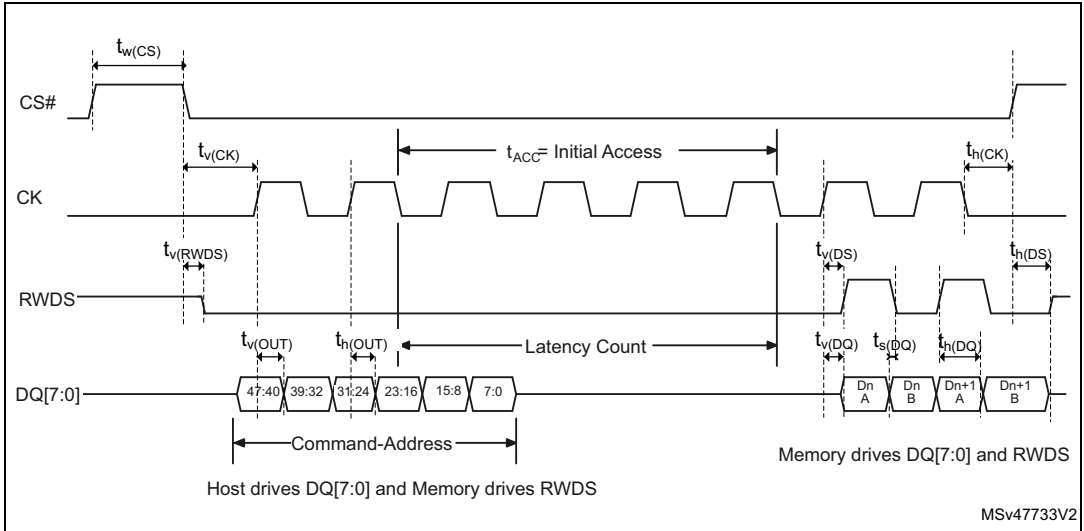 tw(CS)
CS#
tv(CK)
tACC= Initial Access
th(CK)
CK
tv(RWDS)
tv(DS)
th(DS)
RWDS
tv(OUT)
th(OUT)
Latency Count
tv(DQ)
ts(DQ)
th(DQ)
DQ[7:0]
47:40
39:32
31:24
23:16
15:8
7:0
Dn
A
Dn
B
Dn+1
A
Dn+1
B
Command-Address
Memory drives DQ[7:0] and RWDS
Host drives DQ[7:0] and Memory drives RWDS
MSv47733V2